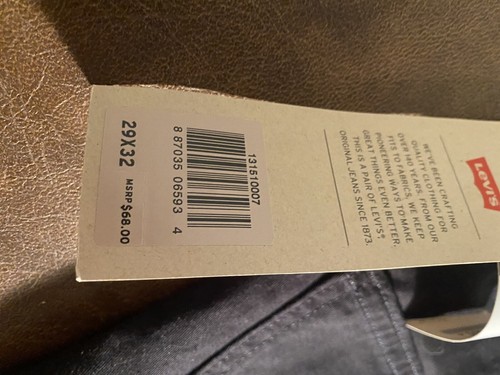 Levi's
WE'VE BEEN CRAFTING
QUALITY CLOTHING FOR
OVER 140 YEARS. FROM OUR
FITS TO FABRICS, WE KEEP
PIONEERING WAYS TO MAKE
GREAT THINGS EVEN BETTER.
THIS IS A PAIR OF LEVI'S®
ORIGINAL JEANS SINCE 1873.
131510007
8 87035 06593 4
29X32 MSRP $68.00